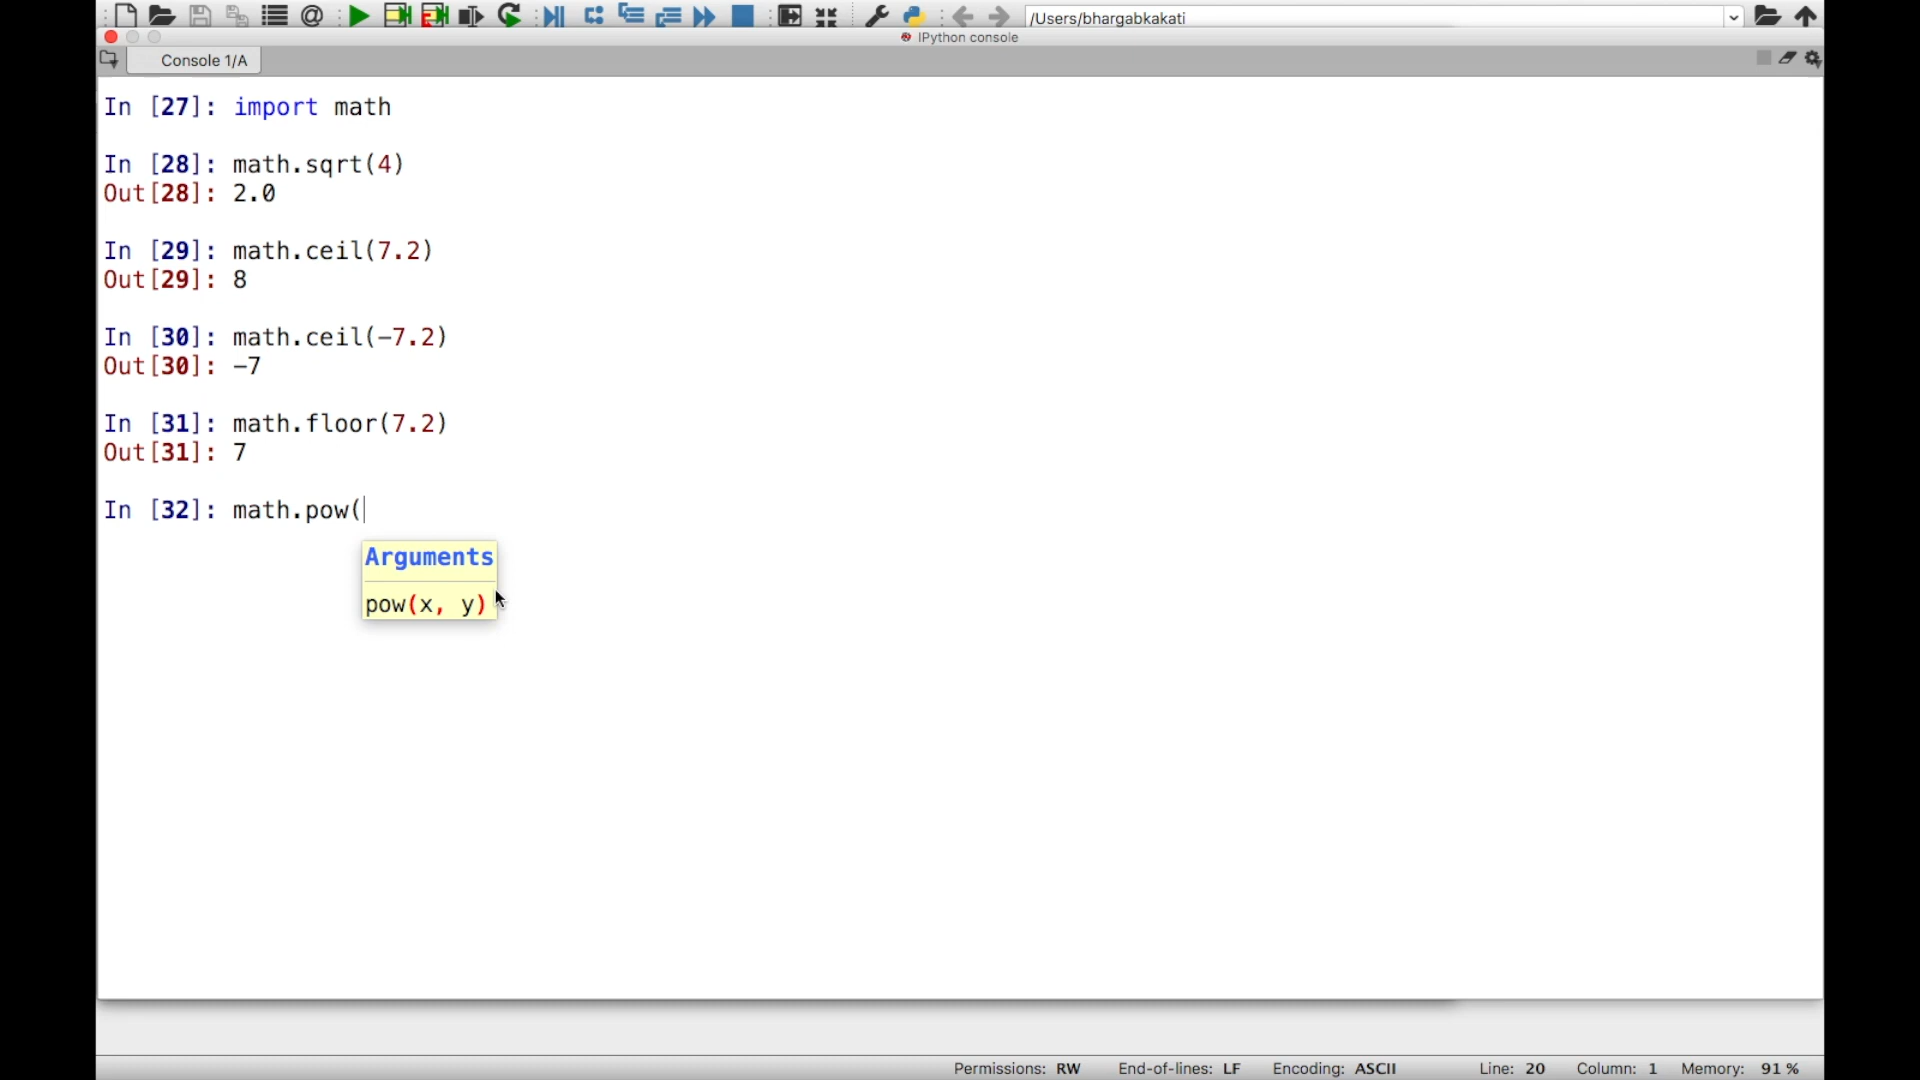 /Users/bhargabkakati
IPython console
Console 1/A
In [27]: import math
In [28]: math.sqrt(4)
Out[28]: 2.0
In [29]: math.ceil(7.2)
Out[29]: 8
In [30]: math.ceil(-7.2)
Out[30]: -7
In [31]: math.floor(7.2)
Out[31]: 7
In [32]: math.pow(
Arguments
pow(x, y)
Permissions: RW End-of-lines: LF Encoding: ASCII Line: 20 Column: 1 Memory: 91 %